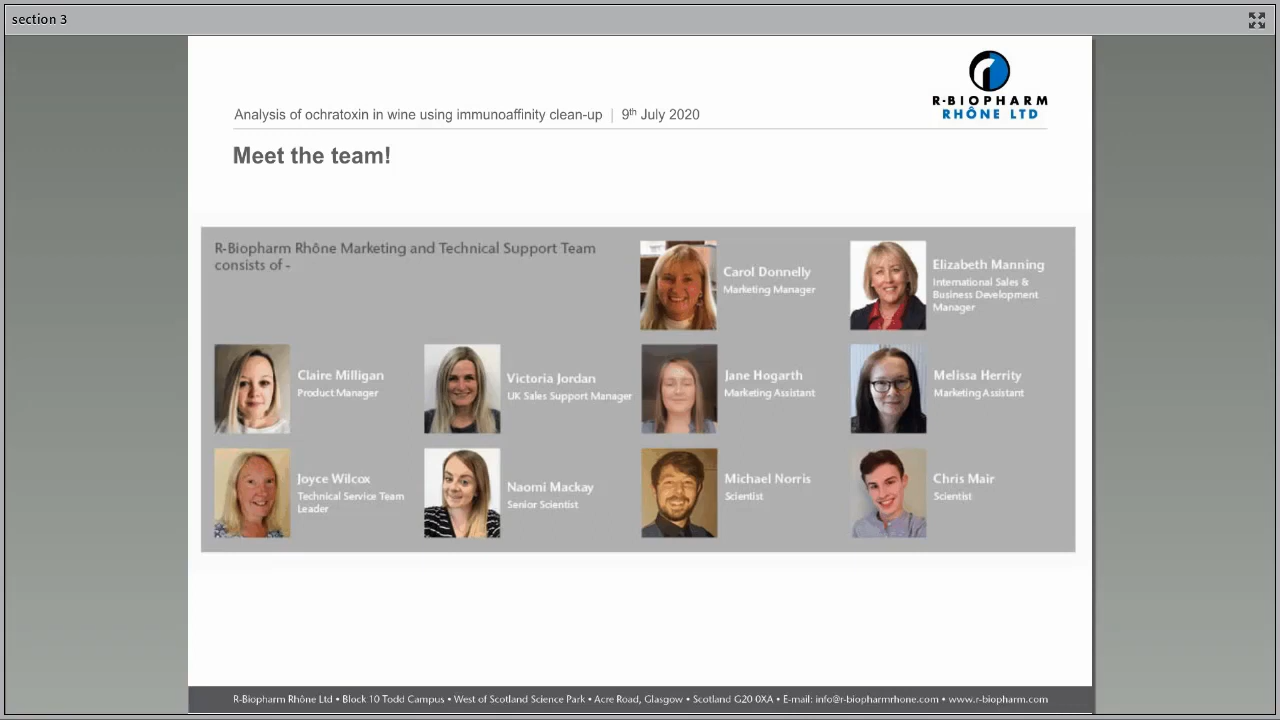 section 3
R-BIOPHARM
RHÔNE LTD
Analysis of ochratoxin in wine using immunoaffinity clean-up | 9th July 2020
Meet the team!
R-Biopharm Rhône Marketing and Technical Support Team
consists of -
Carol Donnelly
Marketing Manager
Elizabeth Manning
International Sales &
Business Development
Manager
Claire Milligan
Product Manager
Victoria Jordan
UK Sales Support Manager
Jane Hogarth
Marketing Assistant
Melissa Herrity
Marketing Assistant
Joyce Wilcox
Technical Service Team
Leader
Naomi Mackay
Senior Scientist
Michael Norris
Scientist
Chris Mair
Scientist
R-Biopharm Rhône Ltd • Block 10 Todd Campus • West of Scotland Science Park • Acre Road, Glasgow • Scotland G20 0XA • E-mail: info@r-biopharmrhone.com • www.r-biopharm.com